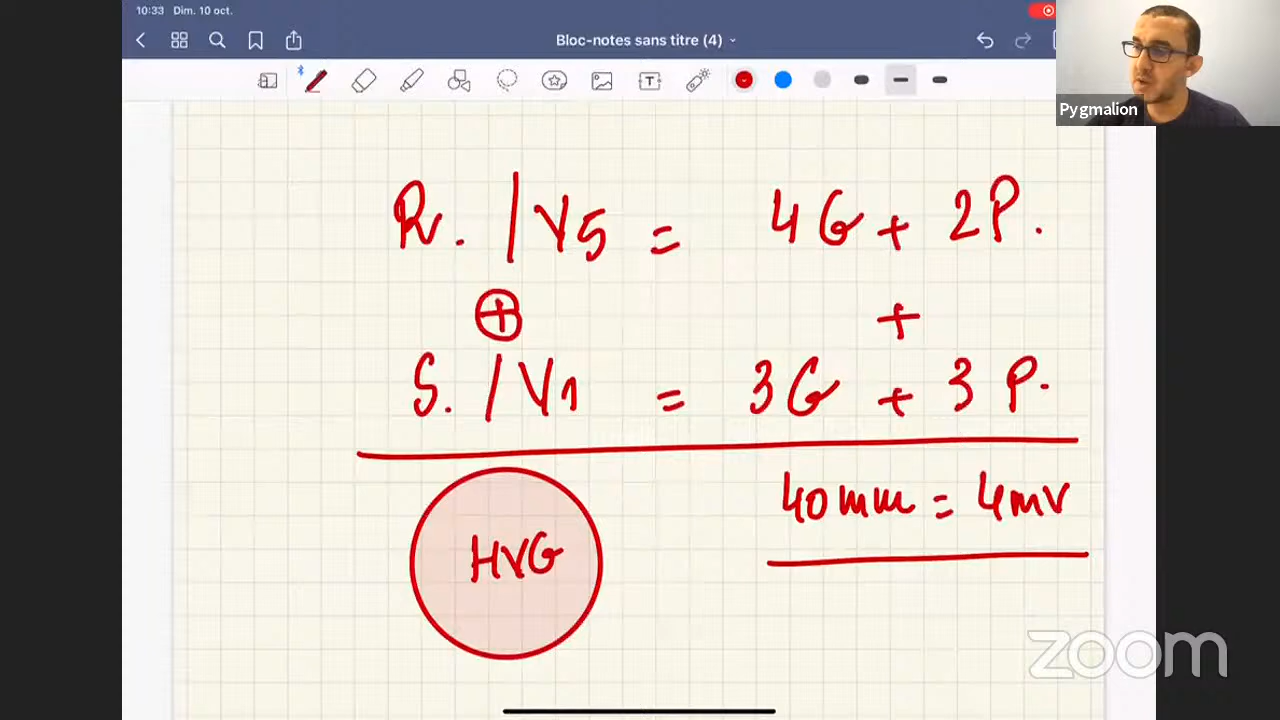 10:33 Dim. 10 oct.
Bloc-notes sans titre (4)
Pygmalion
R. / V5 = 4G + 2P.
⊕ +
S. / V1 = 3G + 3P.
40mm = 4mV
HVG
zoom